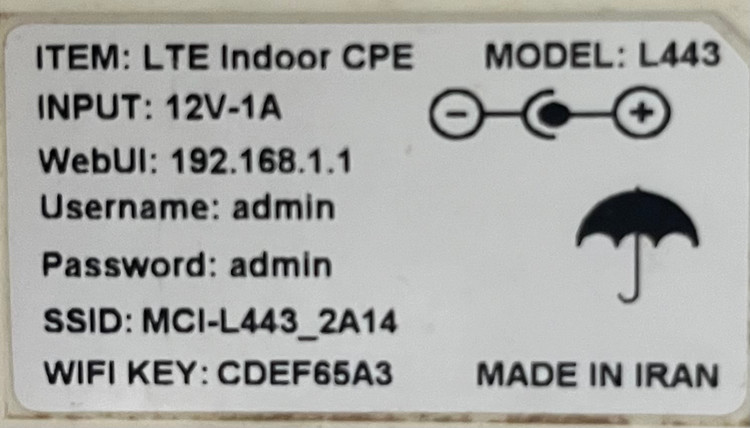 ITEM: LTE Indoor CPE MODEL: L443
INPUT: 12V-1A
WebUI: 192.168.1.1
Username: admin
Password: admin
SSID: MCI-L443_2A14
WIFI KEY: CDEF65A3 MADE IN IRAN